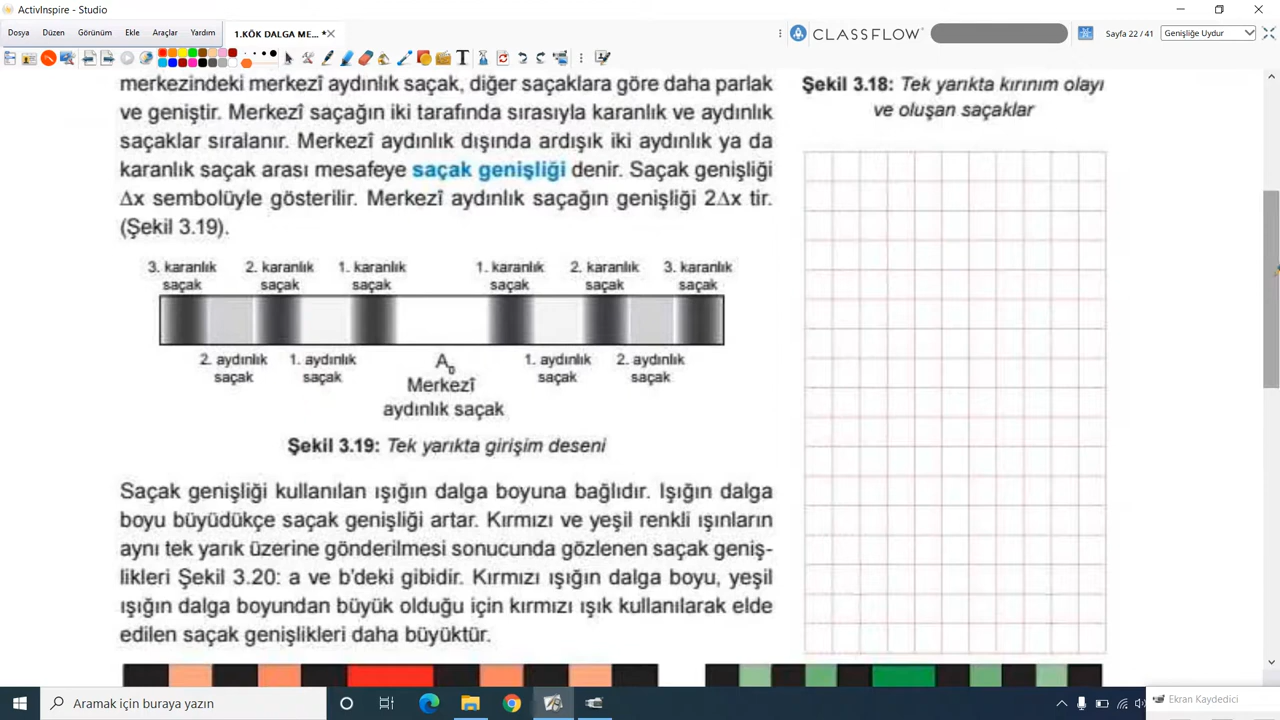 ActivInspire - Studio
Dosya Düzen Görünüm Ekle Araçlar Yardım 1.KÖK DALGA ME... * CLASSFLOW Sayfa 22 / 41 Genişliğe Uydur
merkezindeki merkezî aydınlık saçak, diğer saçaklara göre daha parlak
ve geniştir. Merkezî saçağın iki tarafında sırasıyla karanlık ve aydınlık
saçaklar sıralanır. Merkezî aydınlık dışında ardışık iki aydınlık ya da
karanlık saçak arası mesafeye saçak genişliği denir. Saçak genişliği
Δx sembolüyle gösterilir. Merkezî aydınlık saçağın genişliği 2Δx tir.
(Şekil 3.19).
3. karanlık saçak 2. karanlık saçak 1. karanlık saçak 1. karanlık saçak 2. karanlık saçak 3. karanlık saçak
2. aydınlık saçak 1. aydınlık saçak A₀ 1. aydınlık saçak 2. aydınlık saçak
Merkezî
aydınlık saçak
Şekil 3.19: Tek yarıkta girişim deseni
Saçak genişliği kullanılan ışığın dalga boyuna bağlıdır. Işığın dalga
boyu büyüdükçe saçak genişliği artar. Kırmızı ve yeşil renkli ışınların
aynı tek yarık üzerine gönderilmesi sonucunda gözlenen saçak geniş-
likleri Şekil 3.20: a ve b'deki gibidir. Kırmızı ışığın dalga boyu, yeşil
ışığın dalga boyundan büyük olduğu için kırmızı ışık kullanılarak elde
edilen saçak genişlikleri daha büyüktür.
Şekil 3.18: Tek yarıkta kırınım olayı
ve oluşan saçaklar
Aramak için buraya yazın
Ekran Kaydedici